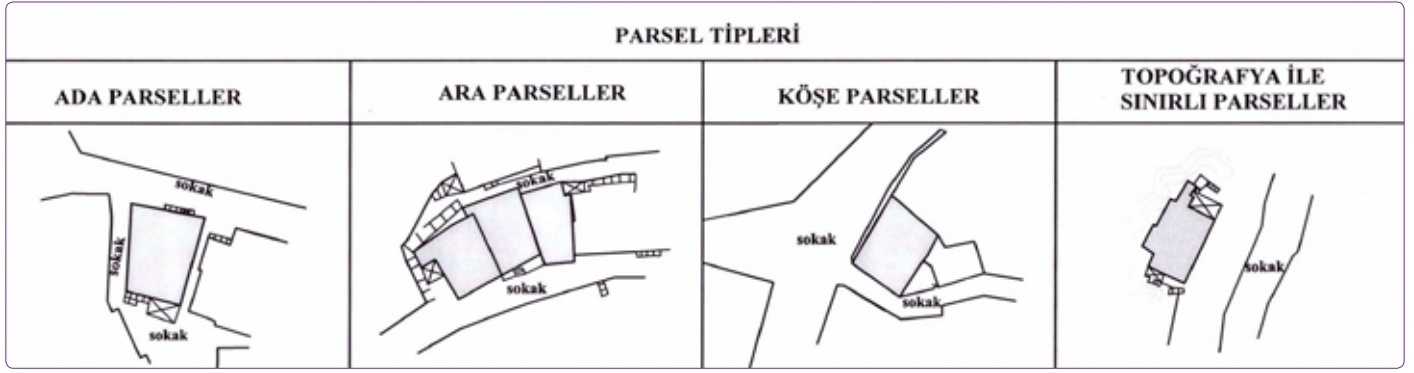 PARSEL TİPLERİ
ADA PARSELLER
ARA PARSELLER
KÖŞE PARSELLER
TOPOĞRAFYA İLE
SINIRLI PARSELLER
sokak
sokak
sokak
sokak
sokak
sokak
sokak
sokak